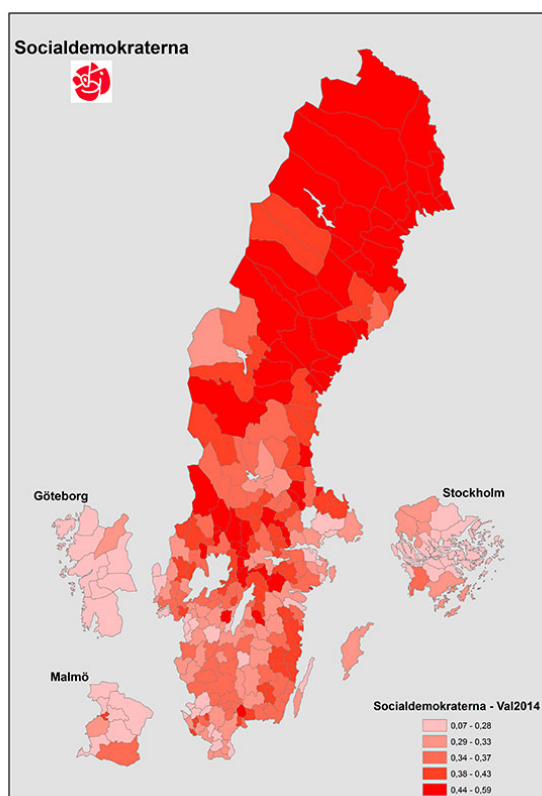 Socialdemokraterna
Göteborg
Stockholm
Malmö
Socialdemokraterna - Val2014
0,07 - 0,28
0,29 - 0,33
0,34 - 0,37
0,38 - 0,43
0,44 - 0,59